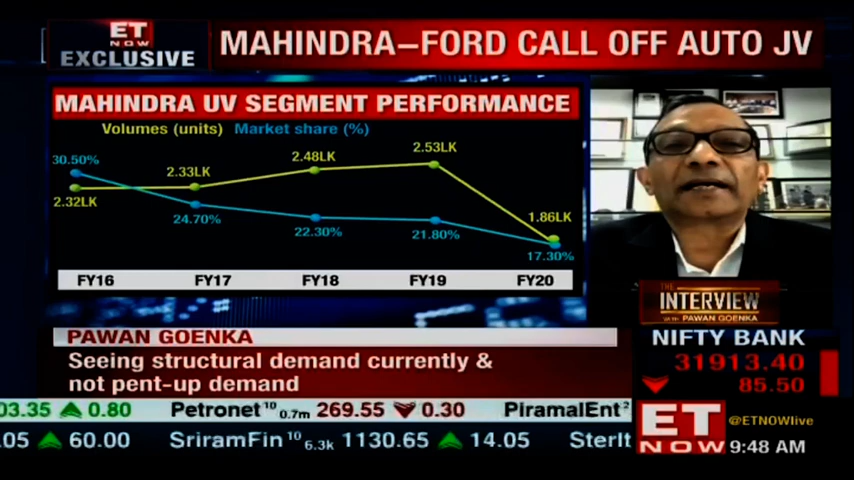 ET
NOW
EXCLUSIVE
MAHINDRA–FORD CALL OFF AUTO JV
MAHINDRA UV SEGMENT PERFORMANCE
Volumes (units) Market share (%)
30.50%
2.32LK
2.33LK
24.70%
2.48LK
22.30%
2.53LK
21.80%
1.86LK
17.30%
FY16 FY17 FY18 FY19 FY20
THE
INTERVIEW
WITH PAWAN GOENKA
PAWAN GOENKA
Seeing structural demand currently &
not pent-up demand
NIFTY BANK
31913.40
85.50
03.35 0.80 Petronet 10 0.7m 269.55 0.30 PiramalEnt 2
.05 60.00 SriramFin 10 6.3k 1130.65 14.05 Sterlt
ET
NOW
@ETNOWlive
9:48 AM